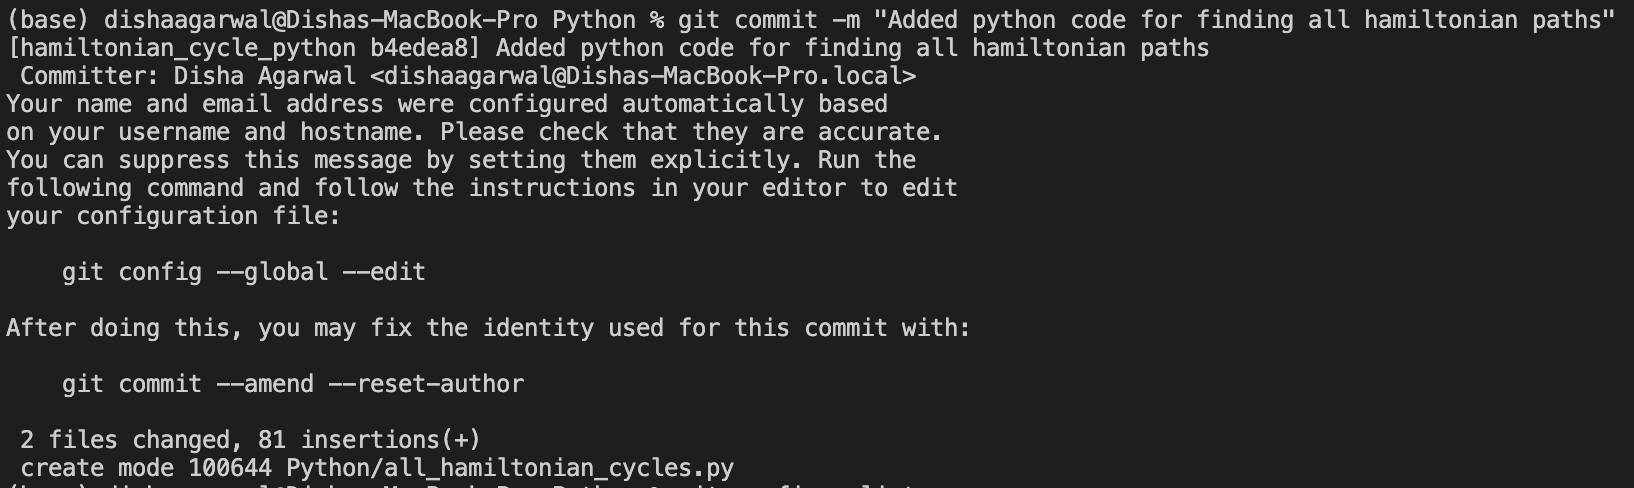 (base) dishaagarwal@Dishas-MacBook-Pro Python % git commit -m "Added python code for finding all hamiltonian paths"
[hamiltonian_cycle_python b4edea8] Added python code for finding all hamiltonian paths
 Committer: Disha Agarwal <dishaagarwal@Dishas-MacBook-Pro.local>
Your name and email address were configured automatically based
on your username and hostname. Please check that they are accurate.
You can suppress this message by setting them explicitly. Run the
following command and follow the instructions in your editor to edit
your configuration file:

    git config --global --edit

After doing this, you may fix the identity used for this commit with:

    git commit --amend --reset-author

 2 files changed, 81 insertions(+)
 create mode 100644 Python/all_hamiltonian_cycles.py